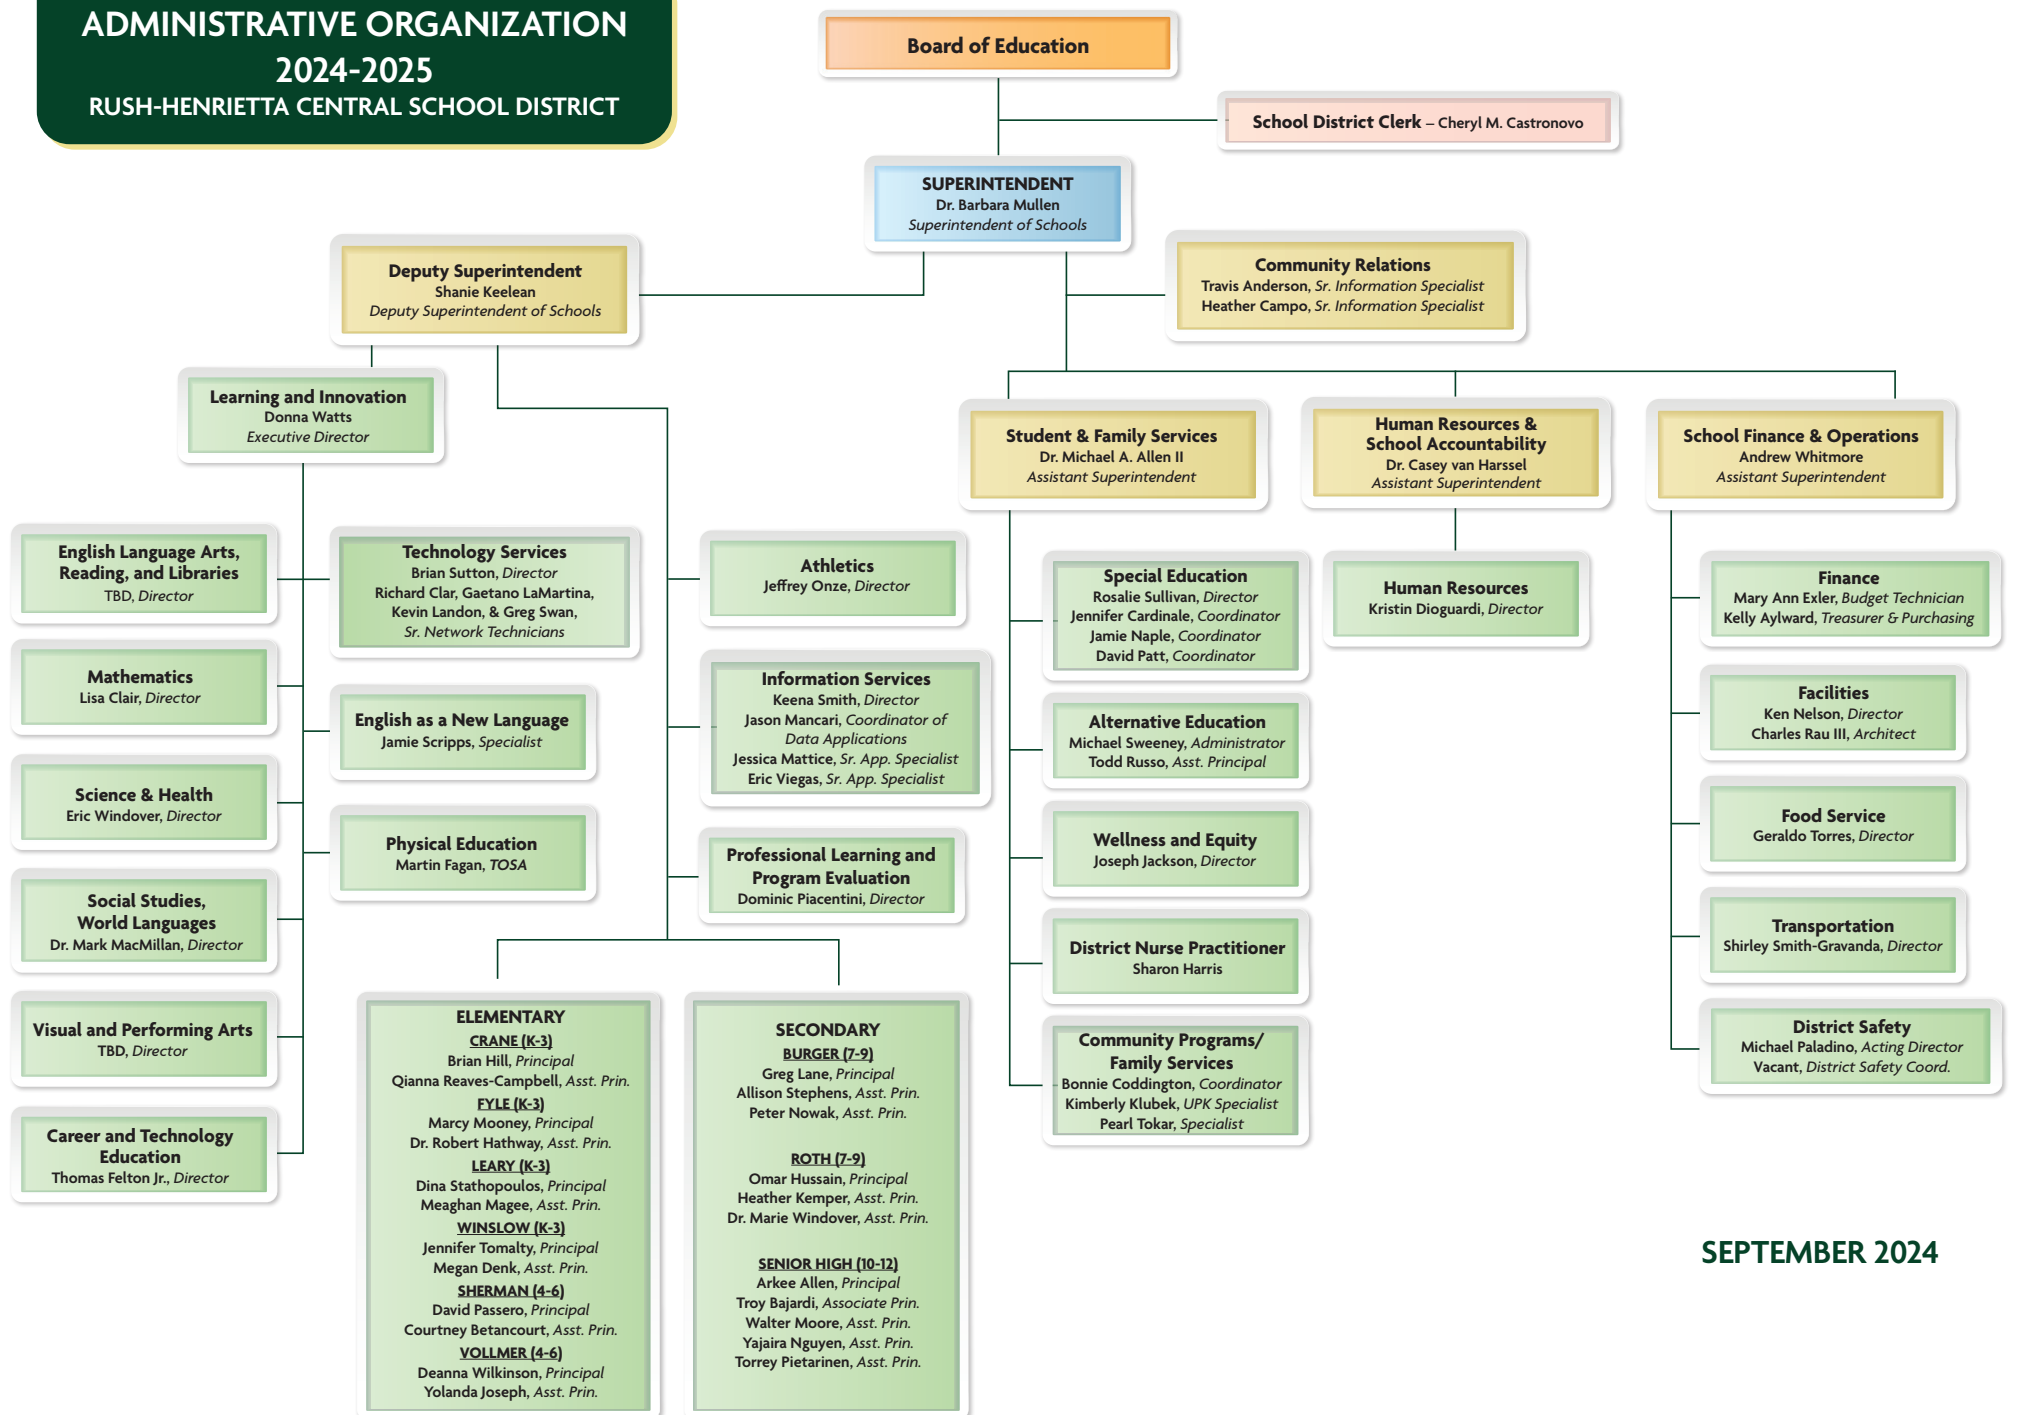 ADMINISTRATIVE ORGANIZATION
2024-2025
RUSH-HENRIETTA CENTRAL SCHOOL DISTRICT
Board of Education
School District Clerk – Cheryl M. Castronovo
SUPERINTENDENT
Dr. Barbara Mullen
Superintendent of Schools
Deputy Superintendent
Shanie Keelean
Deputy Superintendent of Schools
Community Relations
Travis Anderson, Sr. Information Specialist
Heather Campo, Sr. Information Specialist
Learning and Innovation
Donna Watts
Executive Director
Student & Family Services
Dr. Michael A. Allen II
Assistant Superintendent
Human Resources &
School Accountability
Dr. Casey van Harssel
Assistant Superintendent
School Finance & Operations
Andrew Whitmore
Assistant Superintendent
English Language Arts,
Reading, and Libraries
TBD, Director
Mathematics
Lisa Clair, Director
Science & Health
Eric Windover, Director
Social Studies,
World Languages
Dr. Mark MacMillan, Director
Visual and Performing Arts
TBD, Director
Career and Technology
Education
Thomas Felton Jr., Director
Technology Services
Brian Sutton, Director
Richard Clar, Gaetano LaMartina,
Kevin Landon, & Greg Swan,
Sr. Network Technicians
English as a New Language
Jamie Scripps, Specialist
Physical Education
Martin Fagan, TOSA
Athletics
Jeffrey Onze, Director
Information Services
Keena Smith, Director
Jason Mancari, Coordinator of
Data Applications
Jessica Mattice, Sr. App. Specialist
Eric Viegas, Sr. App. Specialist
Professional Learning and
Program Evaluation
Dominic Piacentini, Director
ELEMENTARY
CRANE (K-3)
Brian Hill, Principal
Qianna Reaves-Campbell, Asst. Prin.
FYLE (K-3)
Marcy Mooney, Principal
Dr. Robert Hathway, Asst. Prin.
LEARY (K-3)
Dina Stathopoulos, Principal
Meaghan Magee, Asst. Prin.
WINSLOW (K-3)
Jennifer Tomalty, Principal
Megan Denk, Asst. Prin.
SHERMAN (4-6)
David Passero, Principal
Courtney Betancourt, Asst. Prin.
VOLLMER (4-6)
Deanna Wilkinson, Principal
Yolanda Joseph, Asst. Prin.
SECONDARY
BURGER (7-9)
Greg Lane, Principal
Allison Stephens, Asst. Prin.
Peter Nowak, Asst. Prin.
ROTH (7-9)
Omar Hussain, Principal
Heather Kemper, Asst. Prin.
Dr. Marie Windover, Asst. Prin.
SENIOR HIGH (10-12)
Arkee Allen, Principal
Troy Bajardi, Associate Prin.
Walter Moore, Asst. Prin.
Yajaira Nguyen, Asst. Prin.
Torrey Pietarinen, Asst. Prin.
Special Education
Rosalie Sullivan, Director
Jennifer Cardinale, Coordinator
Jamie Naple, Coordinator
David Patt, Coordinator
Alternative Education
Michael Sweeney, Administrator
Todd Russo, Asst. Principal
Wellness and Equity
Joseph Jackson, Director
District Nurse Practitioner
Sharon Harris
Community Programs/
Family Services
Bonnie Coddington, Coordinator
Kimberly Klubek, UPK Specialist
Pearl Tokar, Specialist
Human Resources
Kristin Dioguardi, Director
Finance
Mary Ann Exler, Budget Technician
Kelly Aylward, Treasurer & Purchasing
Facilities
Ken Nelson, Director
Charles Rau III, Architect
Food Service
Geraldo Torres, Director
Transportation
Shirley Smith-Gravanda, Director
District Safety
Michael Paladino, Acting Director
Vacant, District Safety Coord.
SEPTEMBER 2024